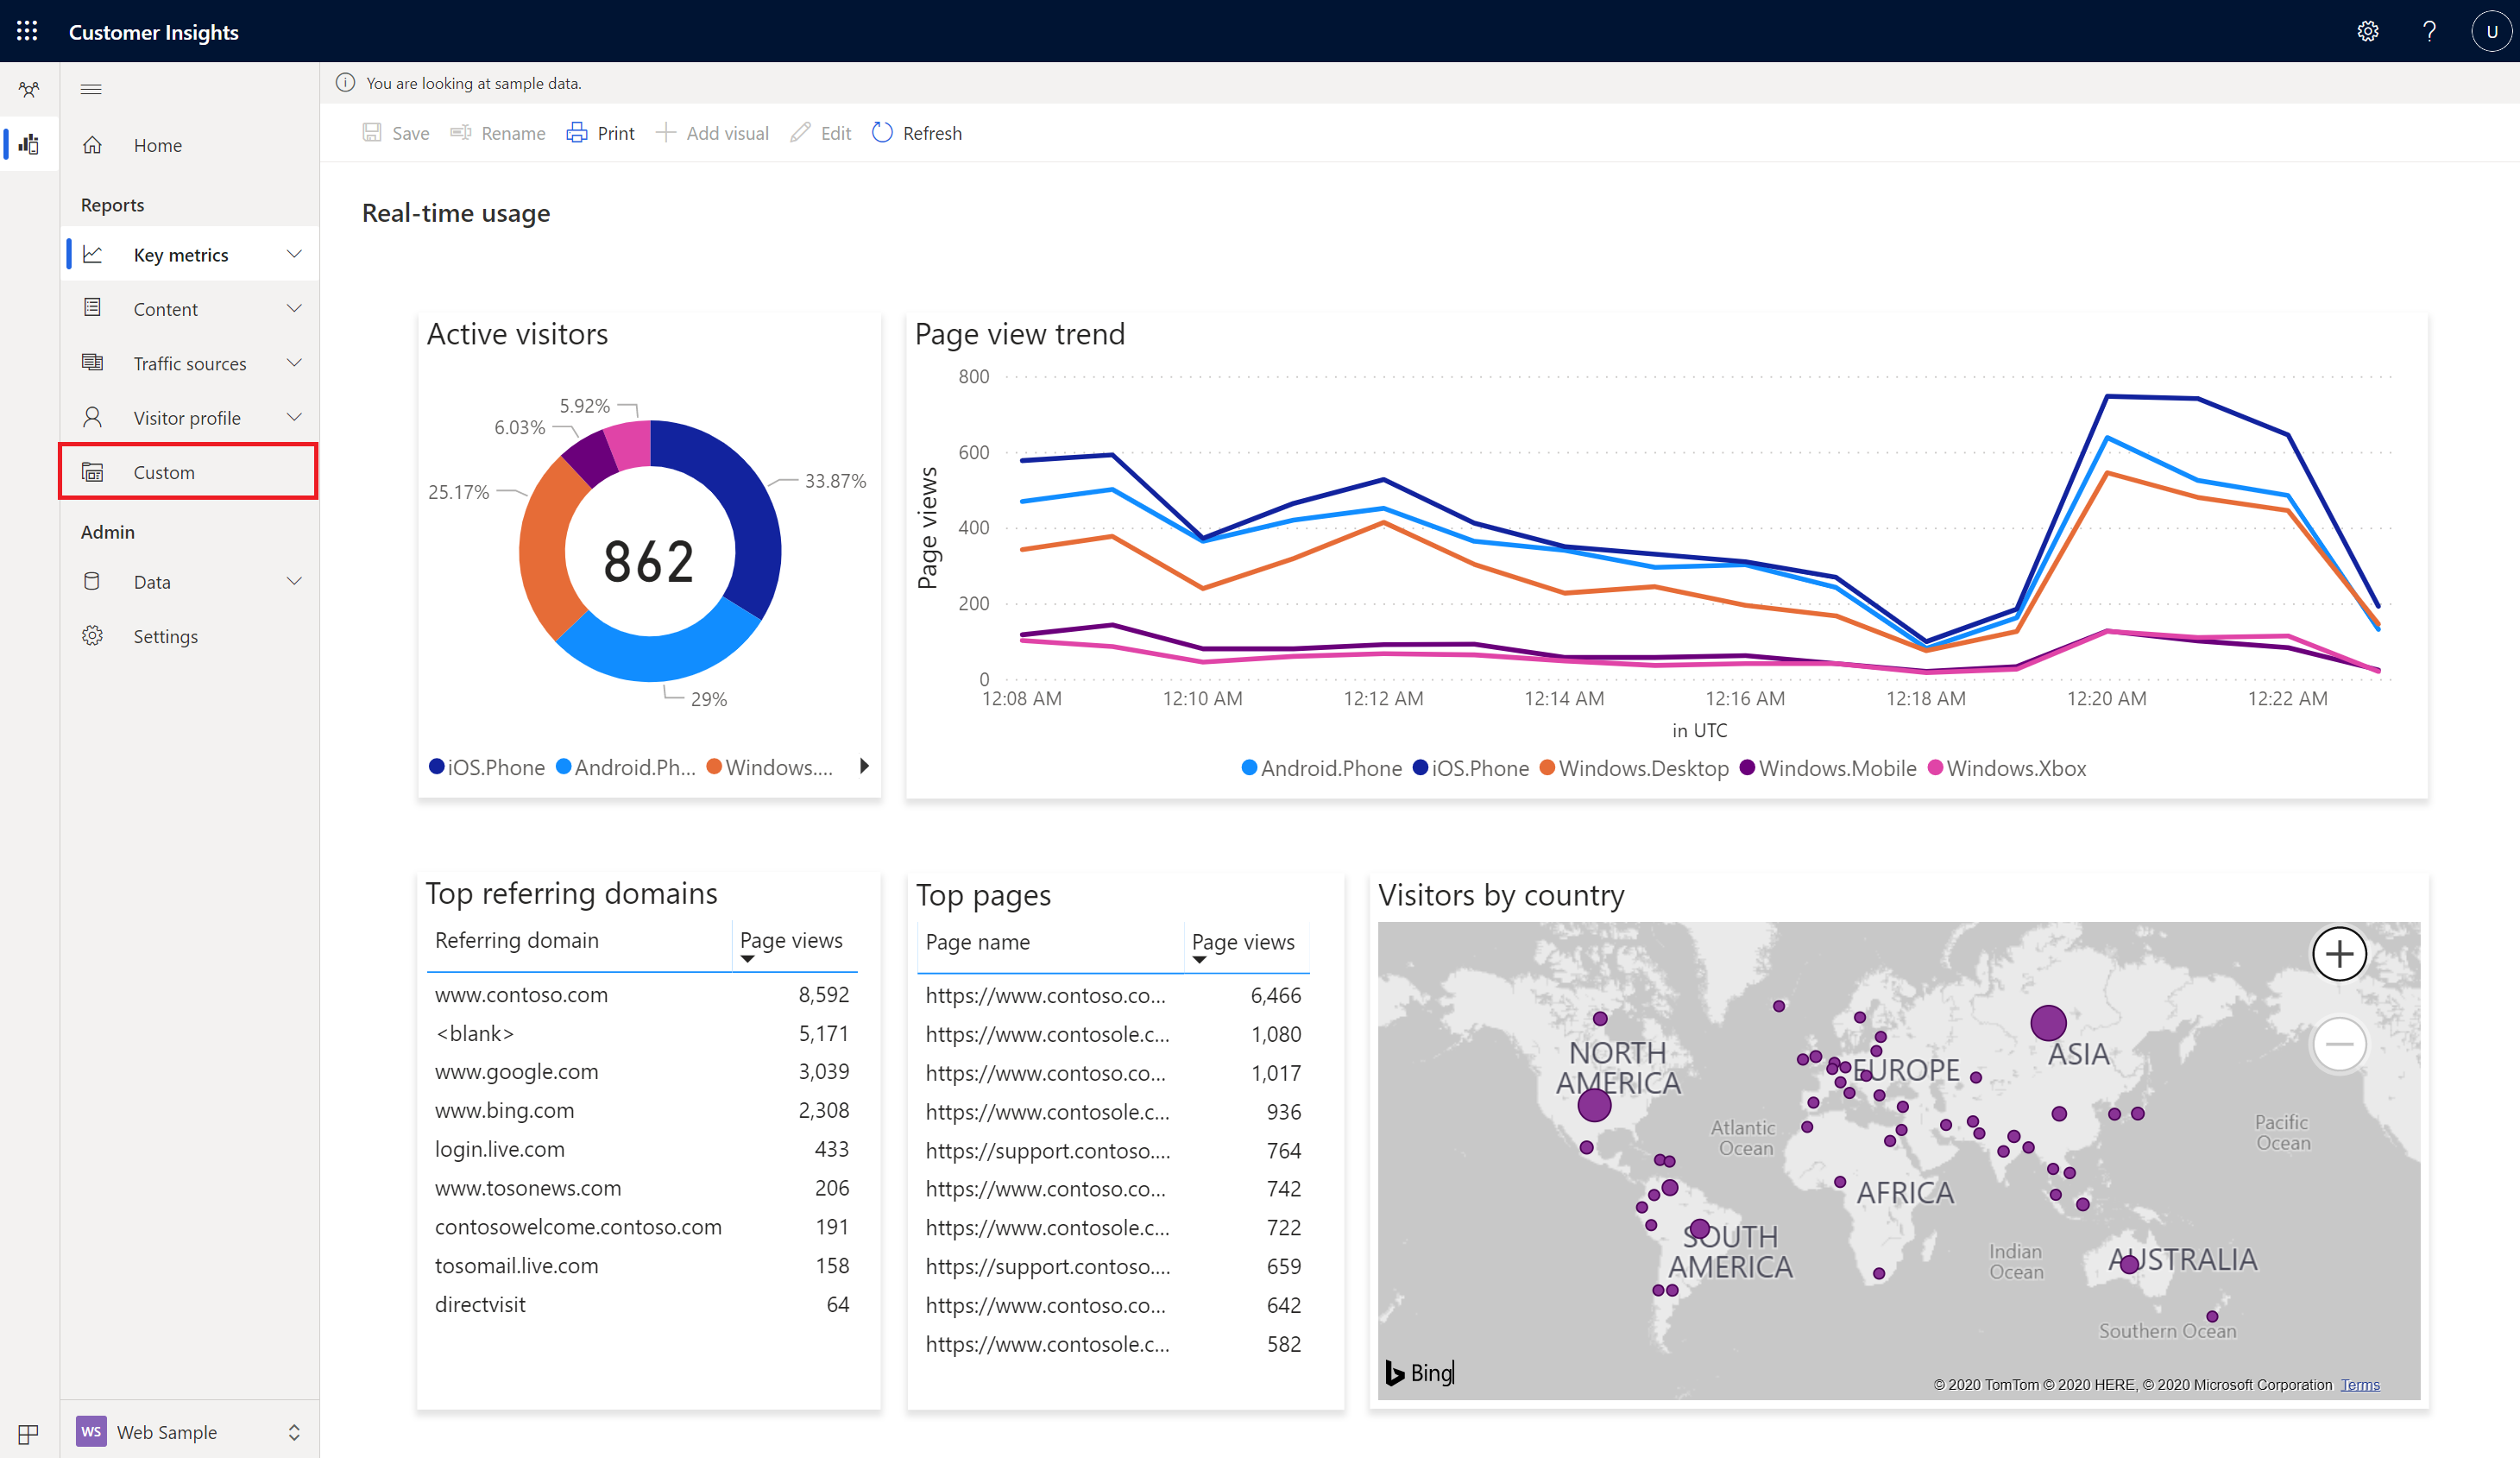 Customer Insights
?
U
You are looking at sample data.
Home
Reports
Key metrics
Content
Traffic sources
Visitor profile
Custom
Admin
Data
Settings
WS Web Sample
Save Rename Print Add visual Edit Refresh
Real-time usage
Active visitors
5.92%
6.03%
33.87%
25.17%
862
29%
iOS.Phone Android.Ph... Windows....
Page view trend
Page views
800
600
400
200
0
12:08 AM 12:10 AM 12:12 AM 12:14 AM 12:16 AM 12:18 AM 12:20 AM 12:22 AM
in UTC
Android.Phone iOS.Phone Windows.Desktop Windows.Mobile Windows.Xbox
Top referring domains
Referring domain Page views
www.contoso.com 8,592
<blank> 5,171
www.google.com 3,039
www.bing.com 2,308
login.live.com 433
www.tosonews.com 206
contosowelcome.contoso.com 191
tosomail.live.com 158
directvisit 64
Top pages
Page name Page views
https://www.contoso.co... 6,466
https://www.contosole.c... 1,080
https://www.contoso.co... 1,017
https://www.contosole.c... 936
https://support.contoso.... 764
https://www.contoso.co... 742
https://www.contosole.c... 722
https://support.contoso.... 659
https://www.contoso.co... 642
https://www.contosole.c... 582
Visitors by country
NORTH
AMERICA
EUROPE
ASIA
Atlantic
Ocean
Pacific
Ocean
AFRICA
SOUTH
AMERICA
Indian
Ocean
AUSTRALIA
Southern Ocean
Bing
© 2020 TomTom © 2020 HERE, © 2020 Microsoft Corporation Terms